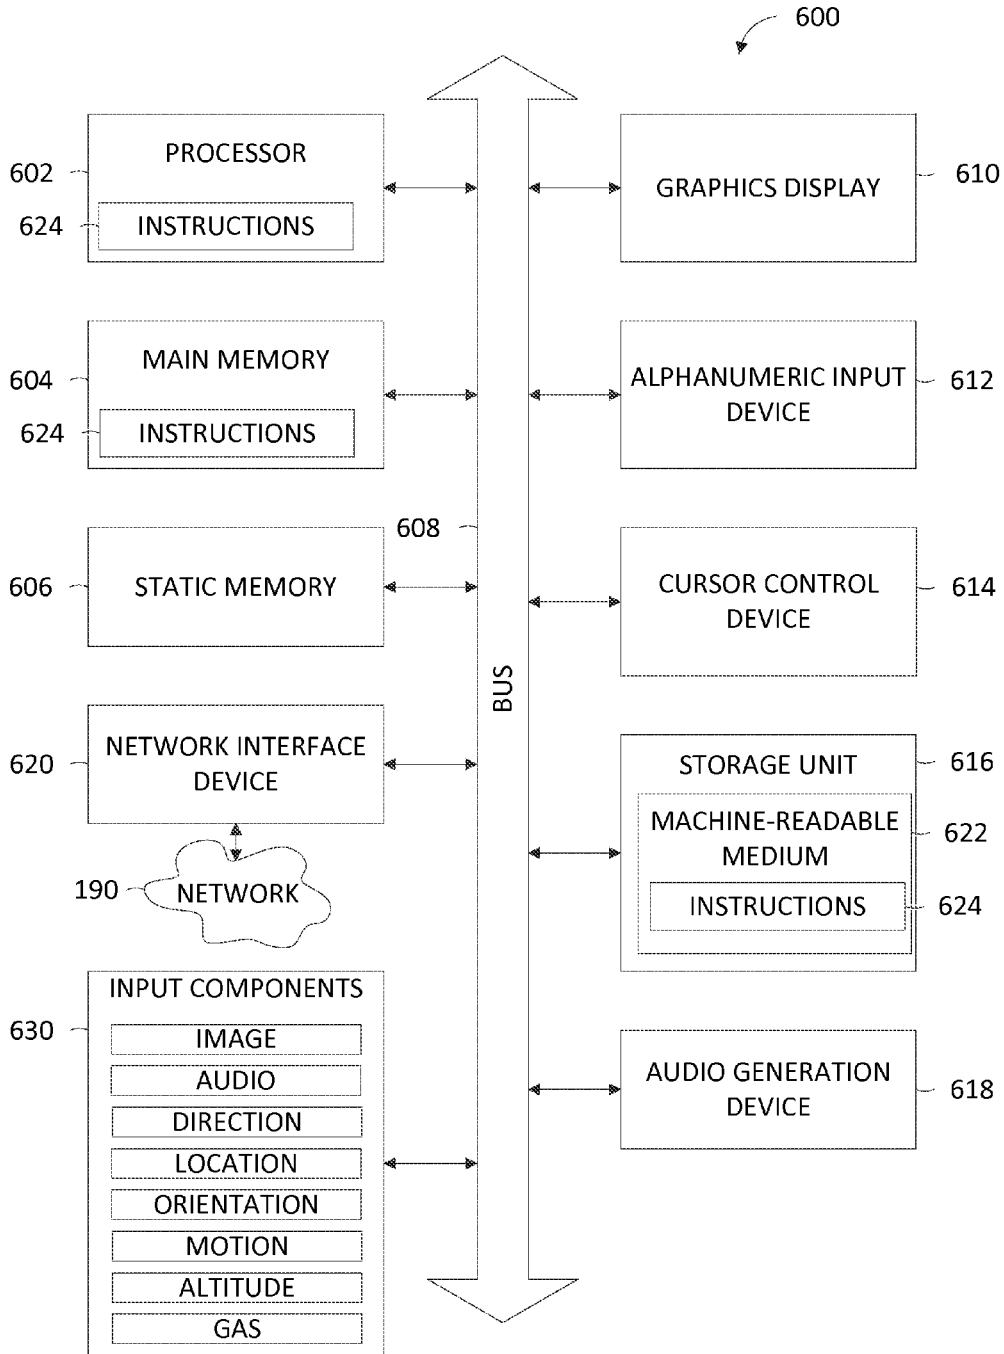 600
PROCESSOR
602
624
INSTRUCTIONS
MAIN MEMORY
604
624
INSTRUCTIONS
608
STATIC MEMORY
606
NETWORK INTERFACE
DEVICE
620
190
NETWORK
INPUT COMPONENTS
630
IMAGE
AUDIO
DIRECTION
LOCATION
ORIENTATION
MOTION
ALTITUDE
GAS
BUS
GRAPHICS DISPLAY
610
ALPHANUMERIC INPUT
DEVICE
612
CURSOR CONTROL
DEVICE
614
STORAGE UNIT
616
MACHINE-READABLE
MEDIUM
622
INSTRUCTIONS
624
AUDIO GENERATION
DEVICE
618